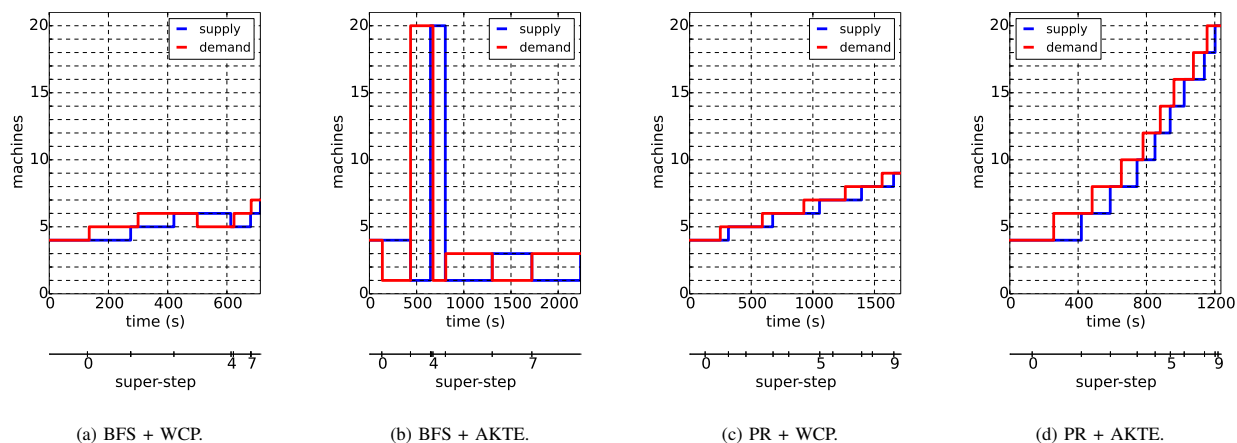 machines
20
15
10
5
0
supply
demand
0 200 400 600
time (s)
0 4 7
super-step
(a) BFS + WCP.
machines
20
15
10
5
0
supply
demand
0 500 1000 1500 2000
time (s)
0 4 7
super-step
(b) BFS + AKTE.
machines
20
15
10
5
0
supply
demand
0 500 1000 1500
time (s)
0 5 9
super-step
(c) PR + WCP.
machines
20
15
10
5
0
supply
demand
0 400 800 1200
time (s)
0 5 9
super-step
(d) PR + AKTE.